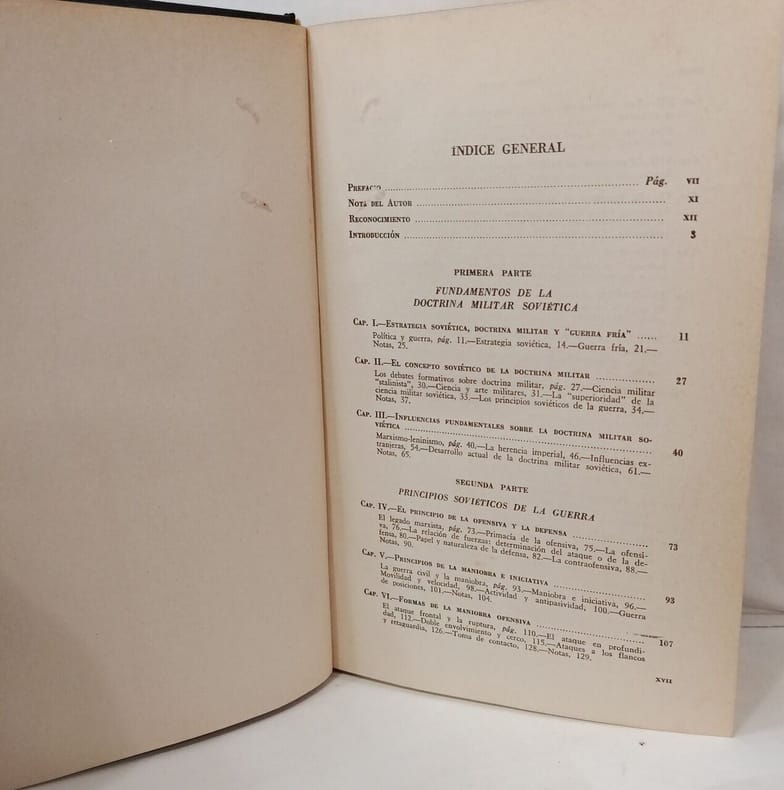 ÍNDICE GENERAL
Pág.
PREFACIO ... VII
NOTA DEL AUTOR ... XI
RECONOCIMIENTO ... XII
INTRODUCCIÓN ... 3
PRIMERA PARTE
FUNDAMENTOS DE LA
DOCTRINA MILITAR SOVIÉTICA
CAP. I.—ESTRATEGIA SOVIÉTICA, DOCTRINA MILITAR Y "GUERRA FRÍA" ...... 11
Política y guerra, pág. 11.—Estrategia soviética, 14.—Guerra fría, 21.—
Notas, 25.
CAP. II.—EL CONCEPTO SOVIÉTICO DE LA DOCTRINA MILITAR ... 27
Los debates formativos sobre doctrina militar, pág. 27.—Ciencia militar
"stalinista", 30.—Ciencia y arte militares, 31.—La "superioridad" de la
ciencia militar soviética, 33.—Los principios soviéticos de la guerra, 34.—
Notas, 37.
CAP. III.—INFLUENCIAS FUNDAMENTALES SOBRE LA DOCTRINA MILITAR SO-
VIÉTICA ... 40
Marxismo-leninismo, pág. 40.—La herencia imperial, 46.—Influencias ex-
tranjeras, 54.—Desarrollo actual de la doctrina militar soviética, 61.—
Notas, 65.
SEGUNDA PARTE
PRINCIPIOS SOVIÉTICOS DE LA GUERRA
CAP. IV.—EL PRINCIPIO DE LA OFENSIVA Y LA DEFENSA ... 73
El legado marxista, pág. 73.—Primacía de la ofensiva, 75.—La ofensi-
va, 76.—La relación de fuerzas: determinación del ataque o de la de-
fensa, 80.—Papel y naturaleza de la defensa, 82.—La contraofensiva, 88.—
Notas, 90.
CAP. V.—PRINCIPIOS DE LA MANIOBRA E INICIATIVA ... 93
La guerra civil y la maniobra, pág. 93.—Maniobra e iniciativa, 96.—
Movilidad y velocidad, 98.—Actividad y antipasividad, 100.—Guerra
de posiciones, 101.—Notas, 104.
CAP. VI.—FORMAS DE LA MANIOBRA OFENSIVA ... 107
El ataque frontal y la ruptura, pág. 110.—El ataque en profundi-
dad, 112.—Doble envolvimiento y cerco, 115.—Ataques a los flancos
y retaguardia, 126.—Toma de contacto, 128.—Notas, 129.
XVII